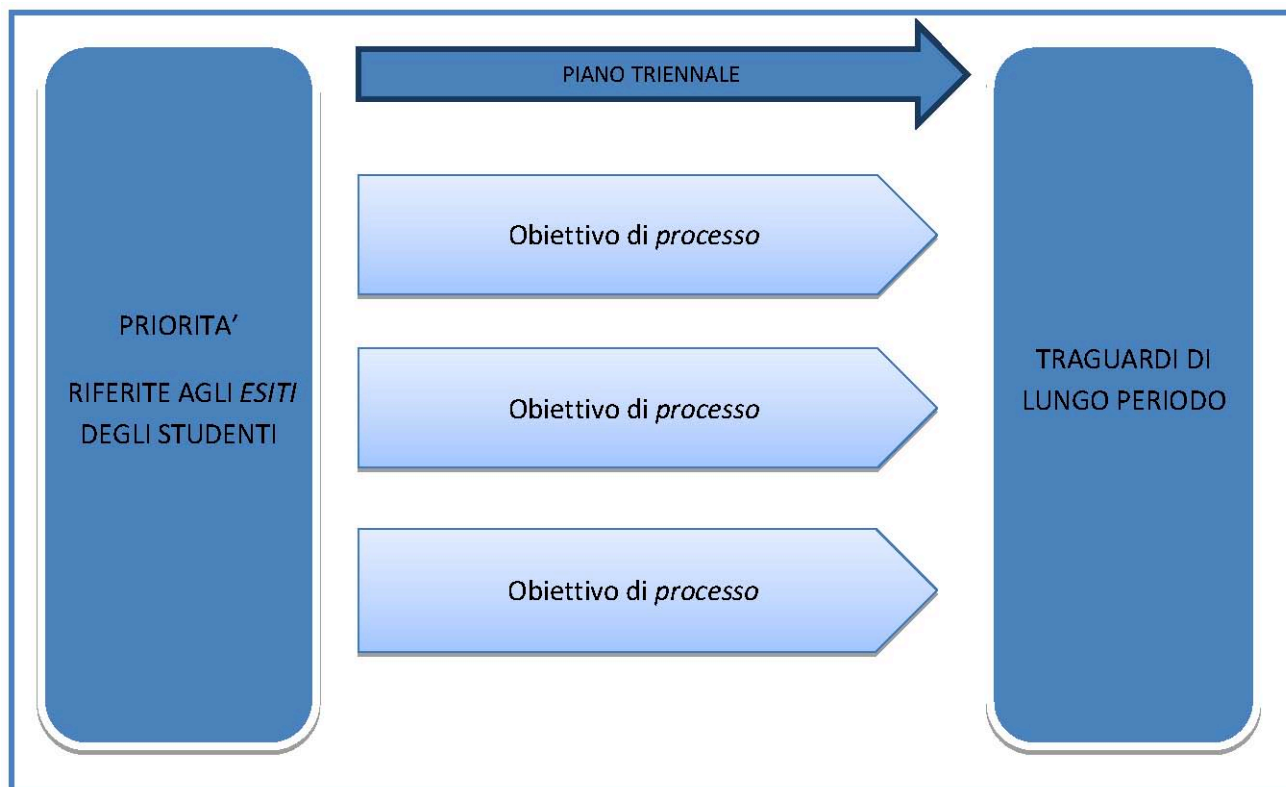 PIANO TRIENNALE
PRIORITA’
RIFERITE AGLI ESITI
DEGLI STUDENTI
Obiettivo di processo
Obiettivo di processo
Obiettivo di processo
TRAGUARDI DI
LUNGO PERIODO